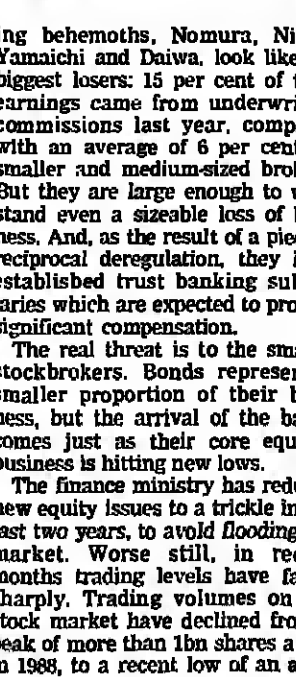 ing behemoths, Nomura, Ni
Yamaichi and Daiwa, look like
biggest losers: 15 per cent of t
earnings came from underwri
commissions last year, comp
with an average of 6 per cent
smaller and medium-sized brok
But they are large enough to w
stand even a sizeable loss of b
ness. And, as the result of a piec
reciprocal deregulation, they
established trust banking sub
aries which are expected to pro
significant compensation.
The real threat is to the sma
stockbrokers. Bonds represen
smaller proportion of their b
ness, but the arrival of the ba
comes just as their core equ
business is hitting new lows.
The finance ministry has redu
new equity issues to a trickle in
last two years, to avoid flooding
market. Worse still, in rec
months trading levels have fa
sharply. Trading volumes on
stock market have declined fro
peak of more than 1bn shares a
in 1988, to a recent low of an a